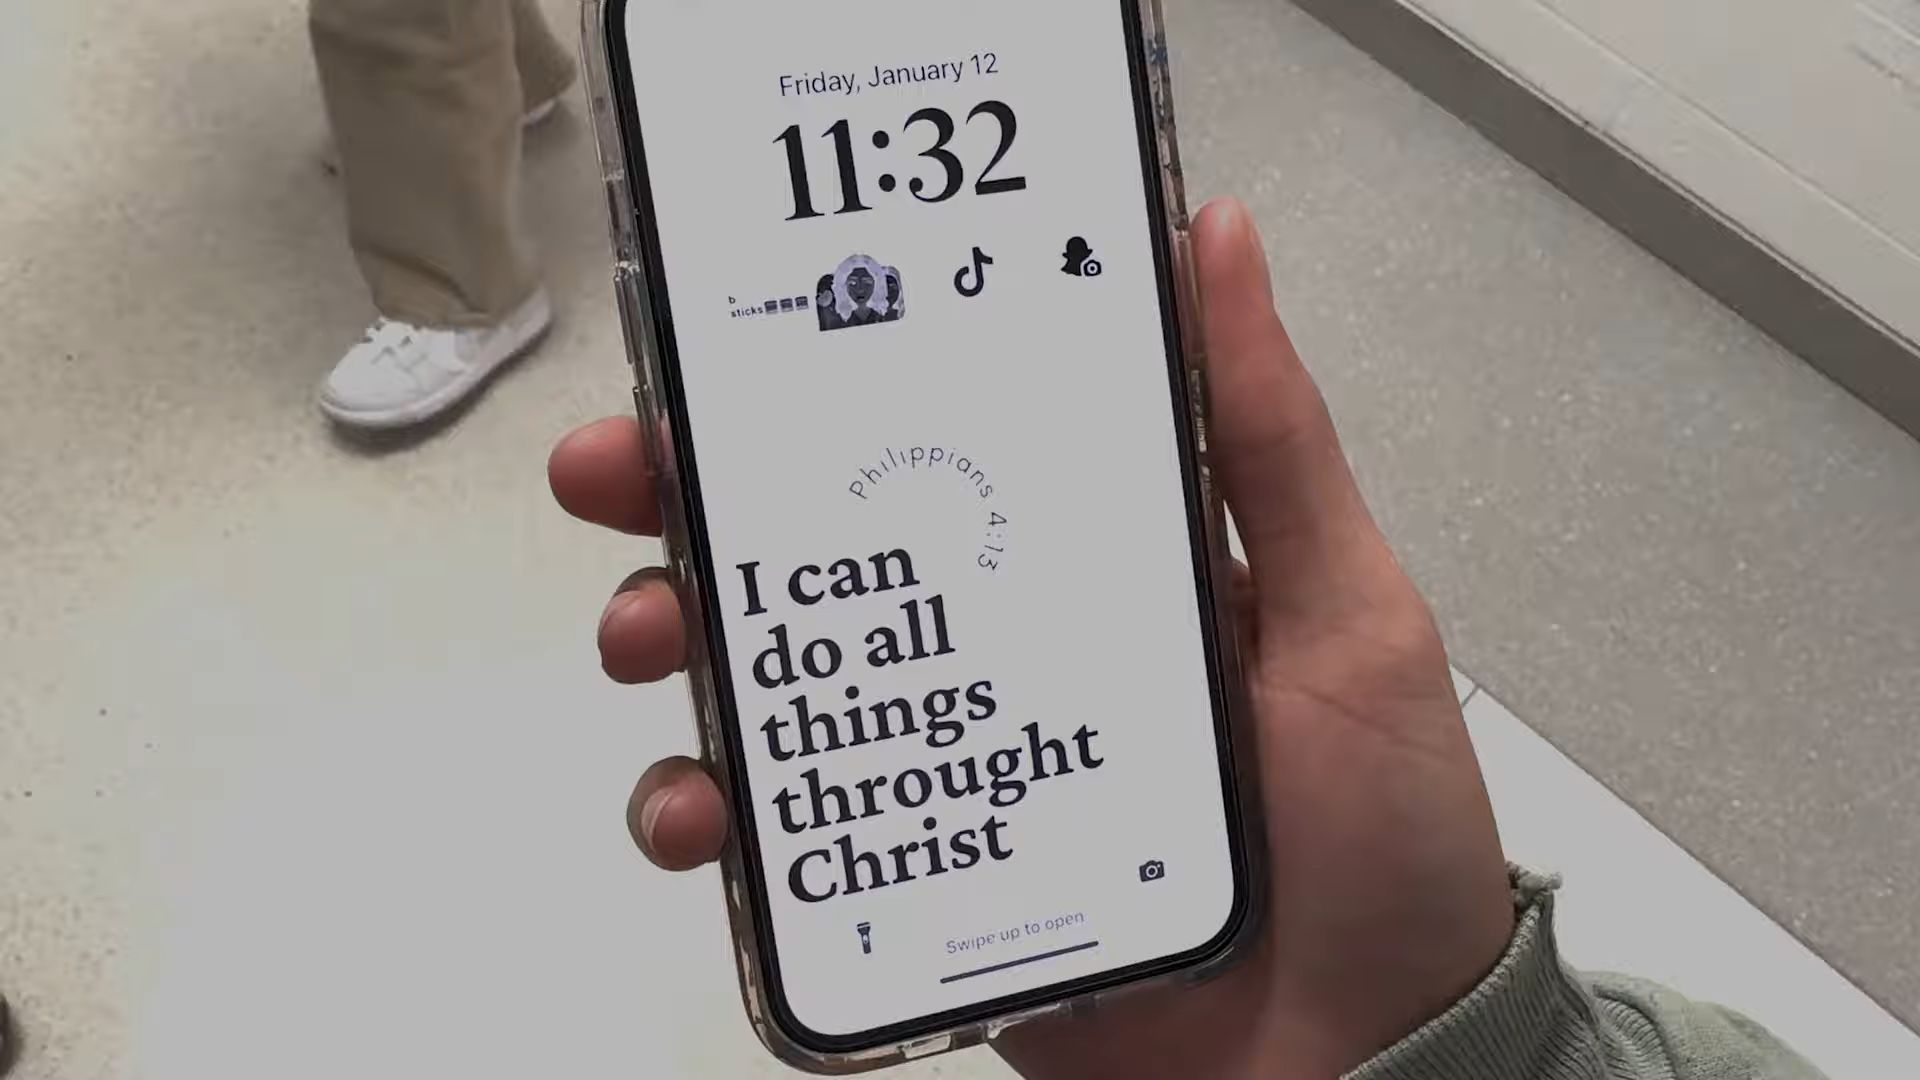 Friday, January 12
11:32
b
sticks
Philippians 4:13
I can
do all
things
throught
Christ
Swipe up to open